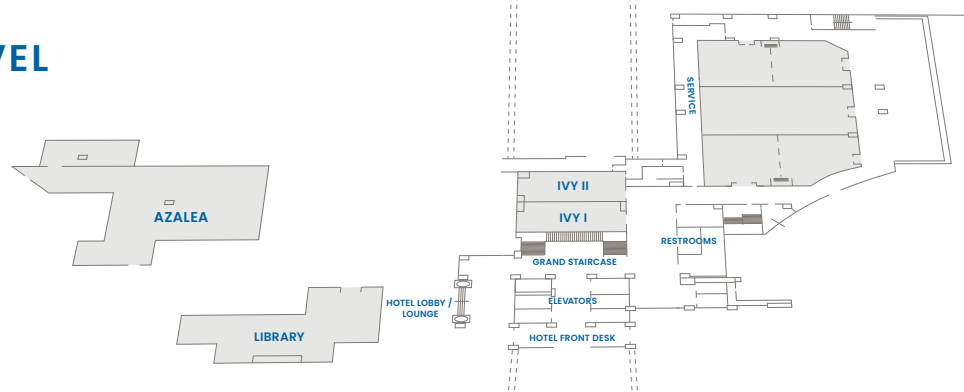 VEL
SERVICE
IVY II
AZALEA
IVY I
RESTROOMS
GRAND STAIRCASE
HOTEL LOBBY /
LOUNGE
ELEVATORS
LIBRARY
HOTEL FRONT DESK